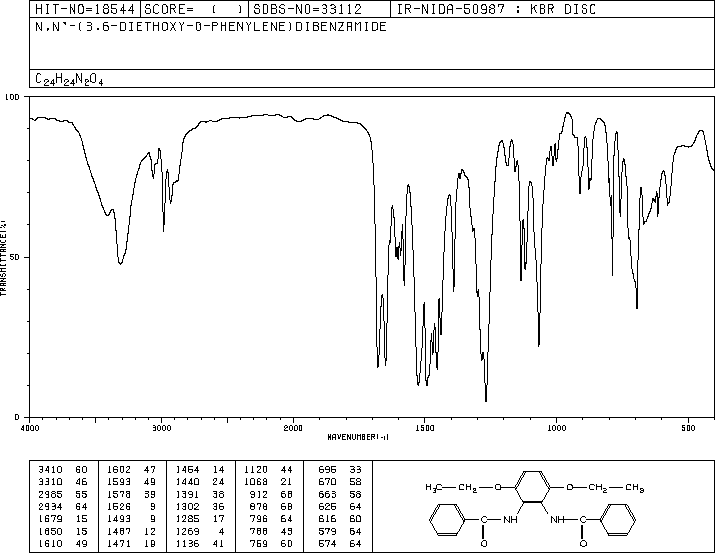 HIT-NO=18544 SCORE= ( ) SDBS-NO=33112 IR-NIDA-50987 : KBR DISC
N,N'-(3,6-DIETHOXY-O-PHENYLENE)DIBENZAMIDE
C24H24N2O4
100
50
0
TRANSMITTANCE(%)
4000 3000 2000 1500 1000 500
WAVENUMBER(-1)
3410 60 1602 47 1454 14 1120 44 696 33
3310 46 1593 49 1440 24 1068 21 670 58
2985 55 1578 39 1391 38 912 68 663 58
2934 64 1526 9 1302 36 878 68 625 64
1679 15 1493 9 1285 17 796 64 616 60
1650 15 1487 12 1269 4 788 43 579 64
1610 49 1471 19 1136 41 759 60 574 64
H3C CH2 O O CH2 CH3
C NH NH C
O O